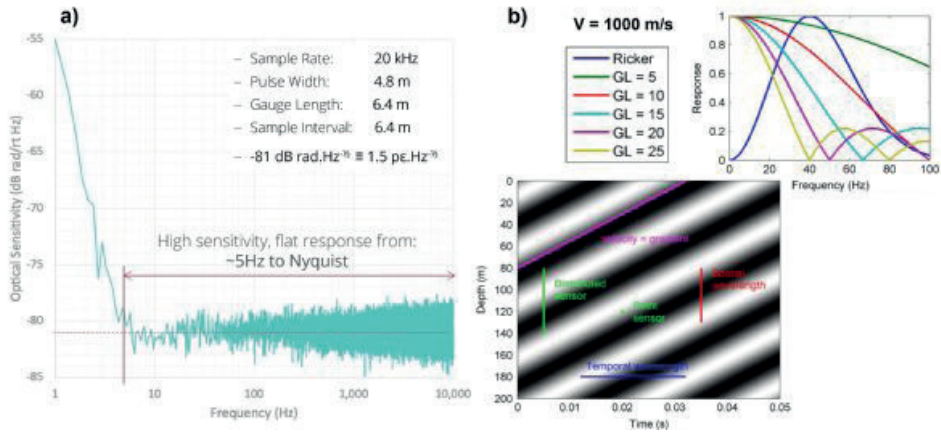 a)
-55
-65
-70
-75
-80
-85
Optical Sensitivity (dB rad/rt Hz)
– Sample Rate: 20 kHz
– Pulse Width: 4.8 m
– Gauge Length: 6.4 m
– Sample Interval: 6.4 m
– -81 dB rad.Hz⁻½ ≡ 1.5 pε.Hz⁻½
High sensitivity, flat response from:
~5Hz to Nyquist
1 10 100 1,000 10,000
Frequency (Hz)
b)
V = 1000 m/s
Ricker
GL = 5
GL = 10
GL = 15
GL = 20
GL = 25
Response
1
0.8
0.6
0.4
0.2
0
0 20 40 60 80 100
Frequency (Hz)
Depth (m)
0
20
40
60
80
100
120
140
160
180
200
velocity = gradient
Distributed
sensor
Point
sensor
wavelength
Temporal
0 0.01 0.02 0.03 0.04 0.05
Time (s)